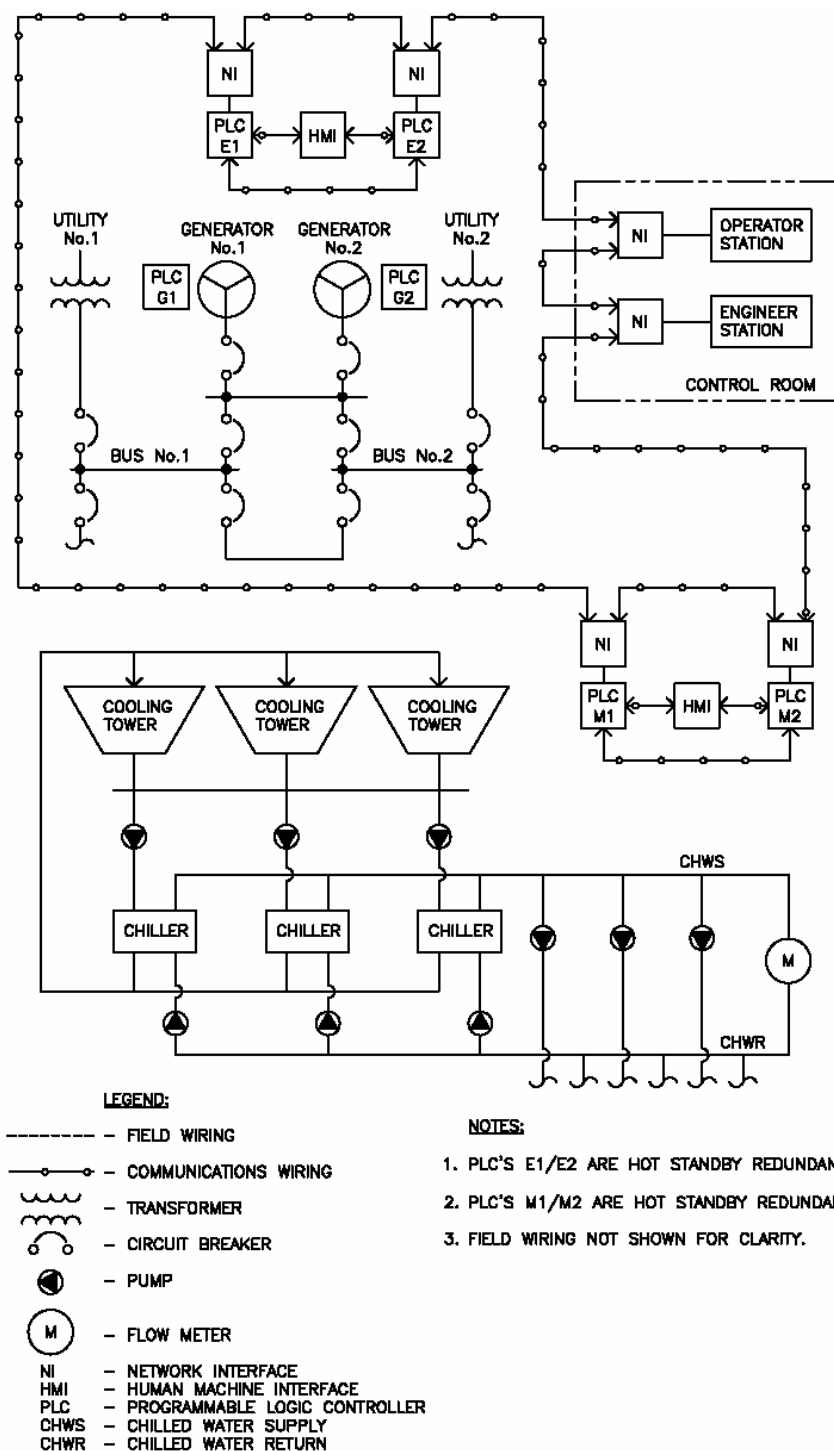 NI
NI
PLC
E1
HMI
PLC
E2
UTILITY
No.1
GENERATOR
No.1
GENERATOR
No.2
UTILITY
No.2
PLC
G1
PLC
G2
NI
OPERATOR
STATION
NI
ENGINEER
STATION
CONTROL ROOM
BUS No.1
BUS No.2
NI
NI
PLC
M1
HMI
PLC
M2
COOLING
TOWER
COOLING
TOWER
COOLING
TOWER
CHWS
CHILLER
CHILLER
CHILLER
M
CHWR
LEGEND:
- FIELD WIRING
- COMMUNICATIONS WIRING
- TRANSFORMER
- CIRCUIT BREAKER
- PUMP
M - FLOW METER
NI - NETWORK INTERFACE
HMI - HUMAN MACHINE INTERFACE
PLC - PROGRAMMABLE LOGIC CONTROLLER
CHWS - CHILLED WATER SUPPLY
CHWR - CHILLED WATER RETURN
NOTES:
1. PLC'S E1/E2 ARE HOT STANDBY REDUNDAN
2. PLC'S M1/M2 ARE HOT STANDBY REDUNDA
3. FIELD WIRING NOT SHOWN FOR CLARITY.